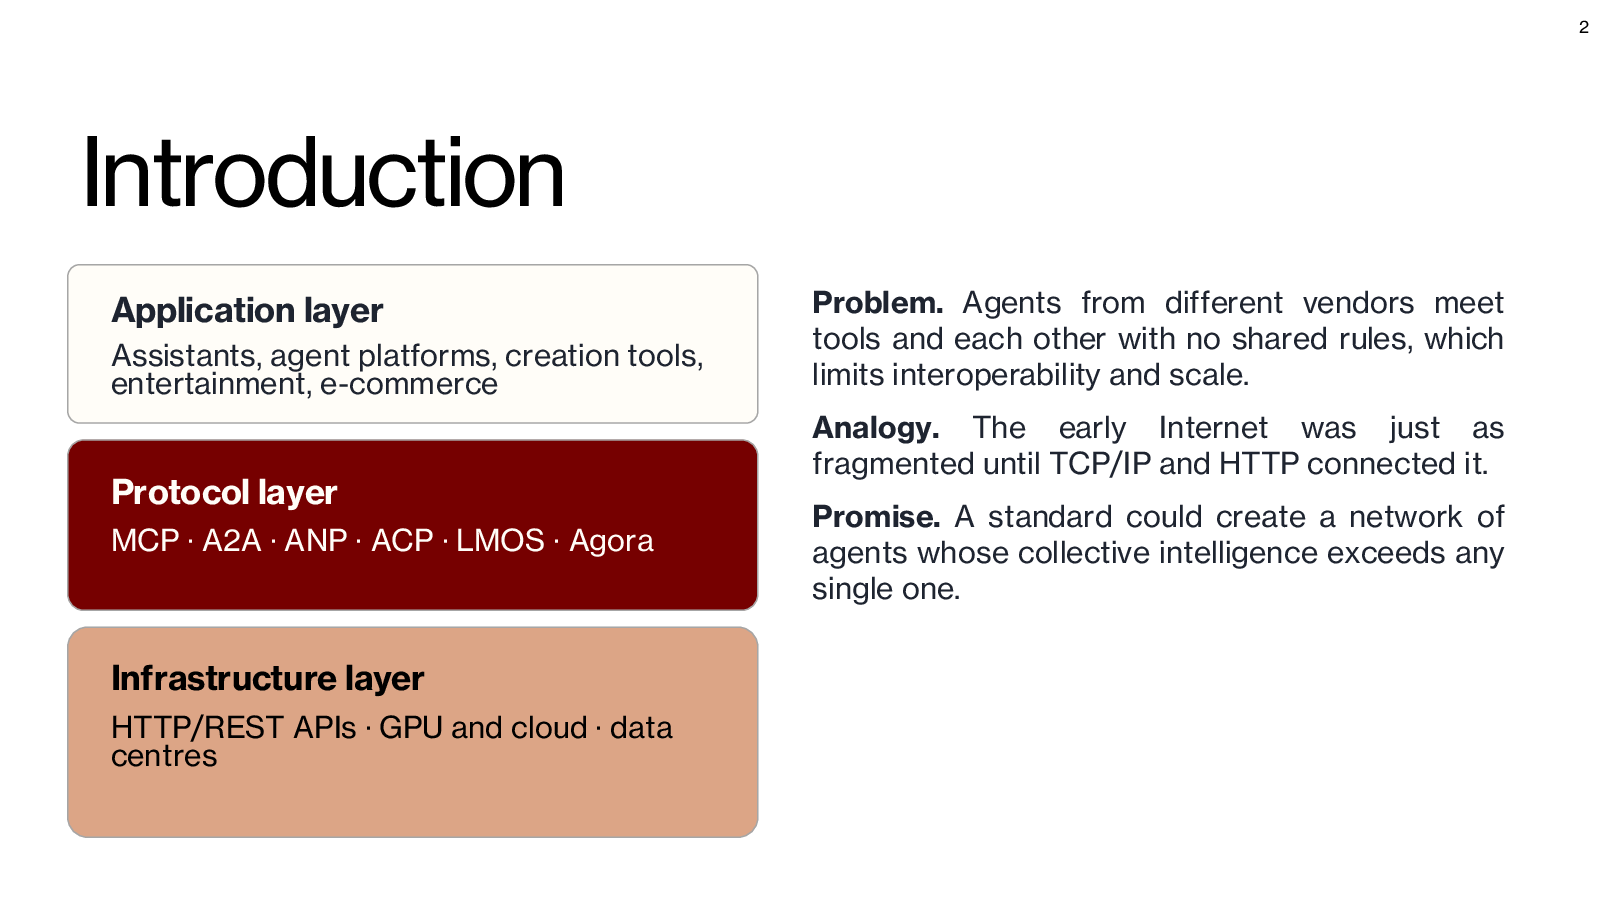 2
Introduction
Application layer
Assistants, agent platforms, creation tools,
entertainment, e-commerce
Protocol layer
MCP · A2A · ANP · ACP · LMOS · Agora
Infrastructure layer
HTTP/REST APIs · GPU and cloud · data
centres
Problem. Agents from different vendors meet
tools and each other with no shared rules, which
limits interoperability and scale.
Analogy. The early Internet was just as
fragmented until TCP/IP and HTTP connected it.
Promise. A standard could create a network of
agents whose collective intelligence exceeds any
single one.